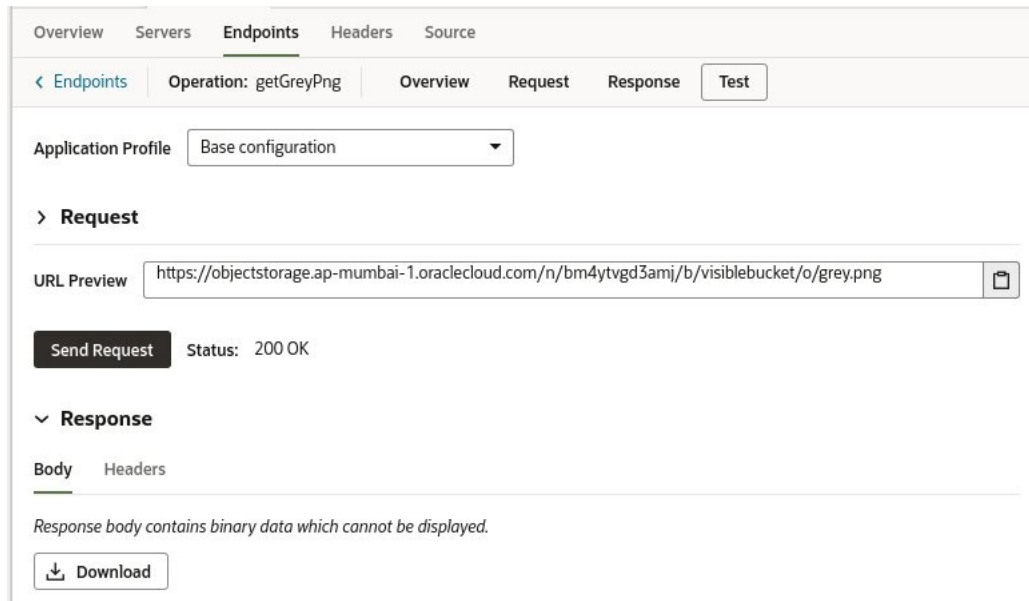 Overview Servers Endpoints Headers Source
Endpoints Operation: getGreyPng Overview Request Response Test
Application Profile Base configuration
Request
URL Preview https://objectstorage.ap-mumbai-1.oraclecloud.com/n/bm4ytvgd3amj/b/visiblebucket/o/grey.png
Send Request Status: 200 OK
Response
Body Headers
Response body contains binary data which cannot be displayed.
Download